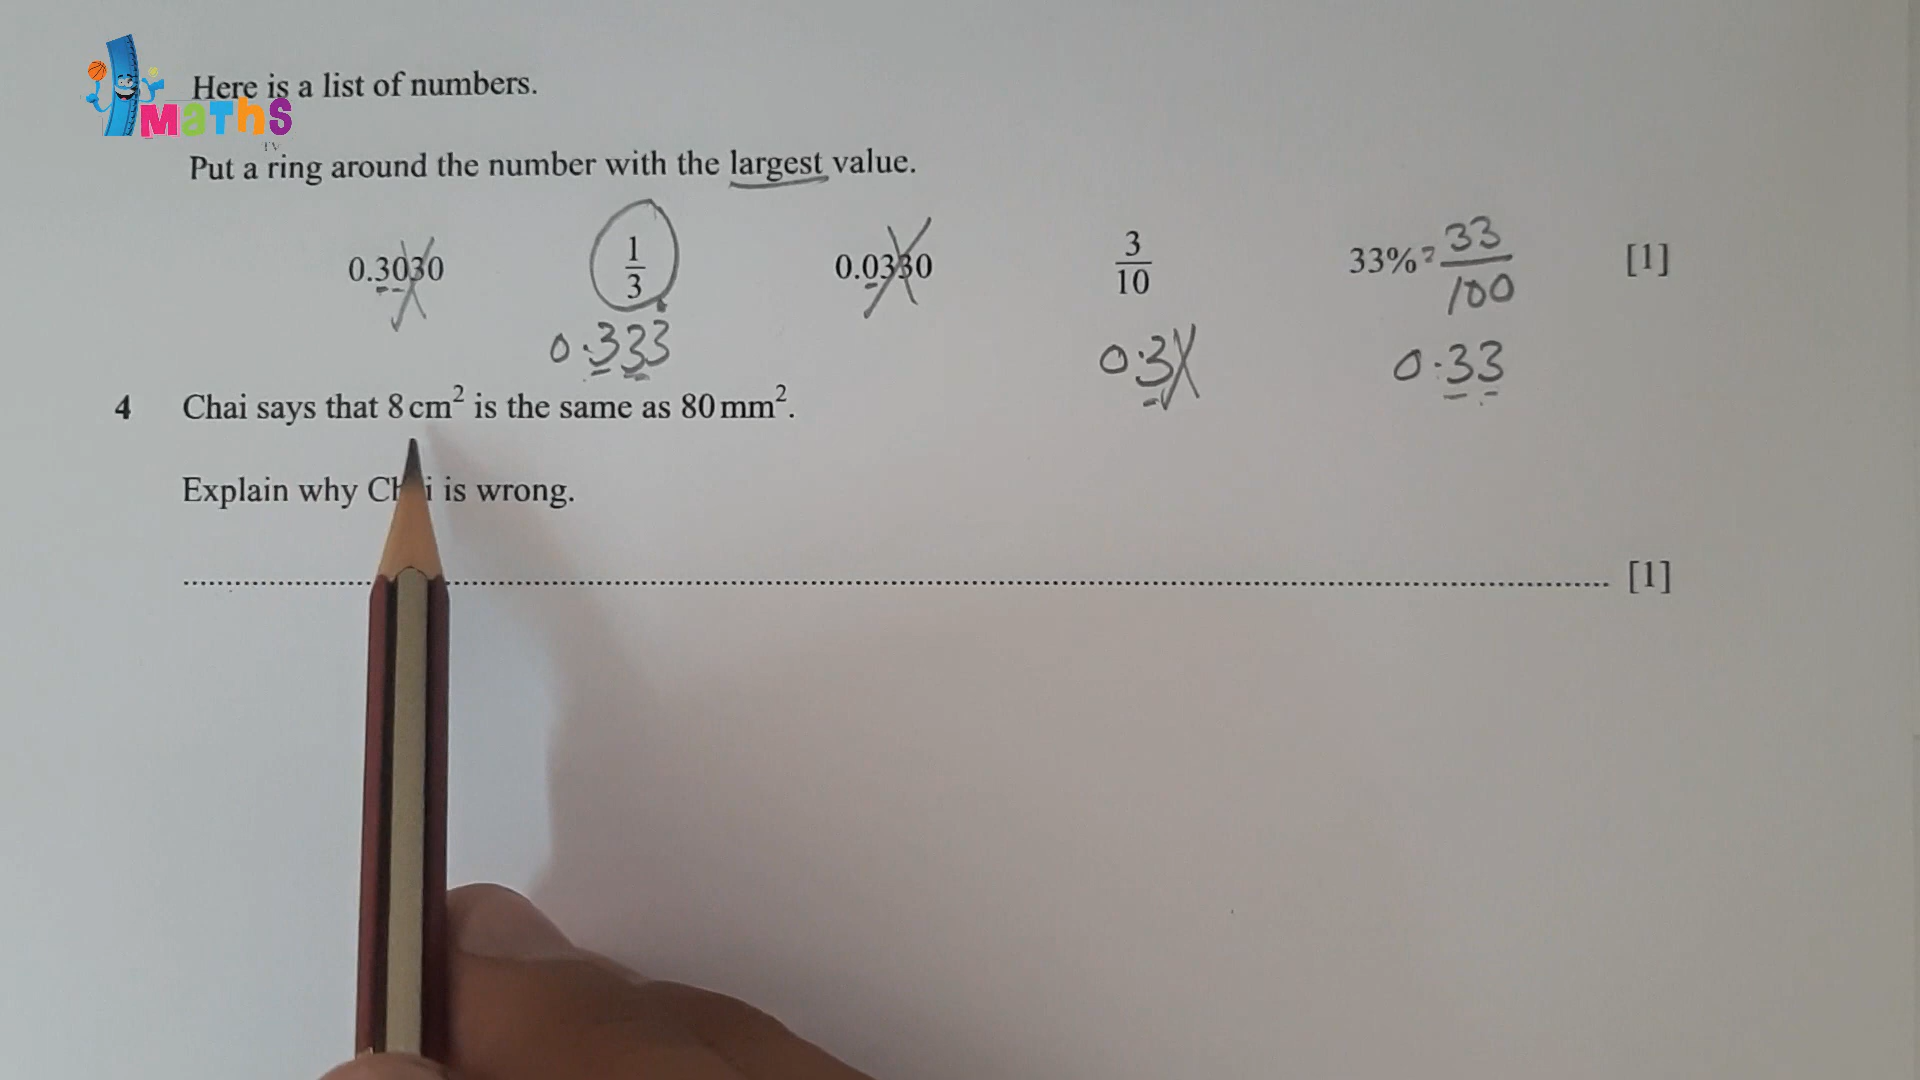 Here is a list of numbers.
MaTHS
TV
Put a ring around the number with the largest value.
0.3030 1/3 0.0330 3/10 33% 33/100 [1]
0.333 0.3 0.33
4 Chai says that 8 cm² is the same as 80 mm².
Explain why Chai is wrong.
[1]